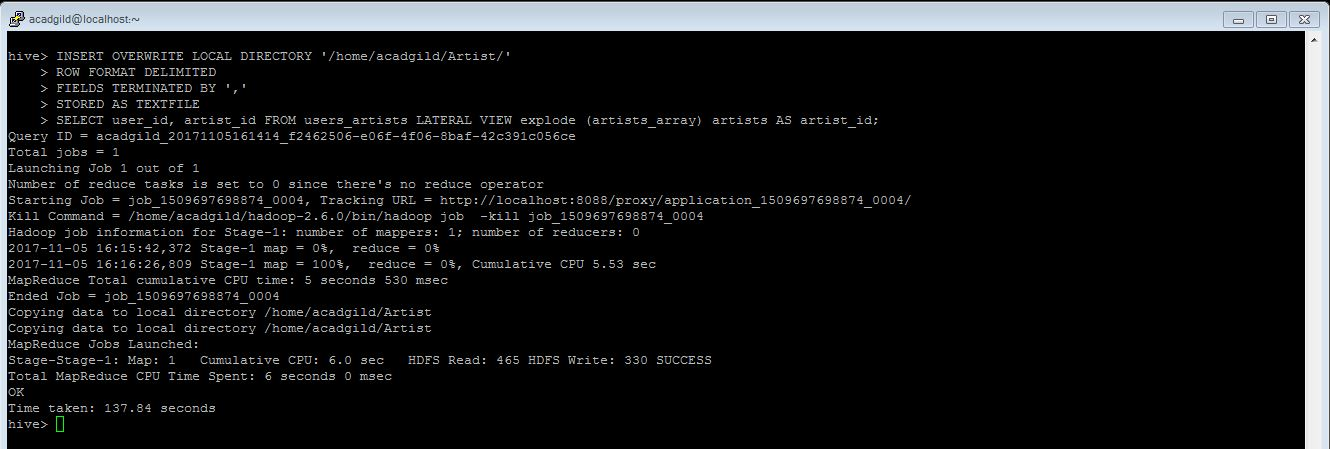 acadgild@localhost:~
hive> INSERT OVERWRITE LOCAL DIRECTORY '/home/acadgild/Artist/'
    > ROW FORMAT DELIMITED
    > FIELDS TERMINATED BY ','
    > STORED AS TEXTFILE
    > SELECT user_id, artist_id FROM users_artists LATERAL VIEW explode (artists_array) artists AS artist_id;
Query ID = acadgild_20171105161414_f2462506-e06f-4f06-8baf-42c391c056ce
Total jobs = 1
Launching Job 1 out of 1
Number of reduce tasks is set to 0 since there's no reduce operator
Starting Job = job_1509697698874_0004, Tracking URL = http://localhost:8088/proxy/application_1509697698874_0004/
Kill Command = /home/acadgild/hadoop-2.6.0/bin/hadoop job  -kill job_1509697698874_0004
Hadoop job information for Stage-1: number of mappers: 1; number of reducers: 0
2017-11-05 16:15:42,372 Stage-1 map = 0%,  reduce = 0%
2017-11-05 16:16:26,809 Stage-1 map = 100%,  reduce = 0%, Cumulative CPU 5.53 sec
MapReduce Total cumulative CPU time: 5 seconds 530 msec
Ended Job = job_1509697698874_0004
Copying data to local directory /home/acadgild/Artist
Copying data to local directory /home/acadgild/Artist
MapReduce Jobs Launched:
Stage-Stage-1: Map: 1   Cumulative CPU: 6.0 sec   HDFS Read: 465 HDFS Write: 330 SUCCESS
Total MapReduce CPU Time Spent: 6 seconds 0 msec
OK
Time taken: 137.84 seconds
hive>